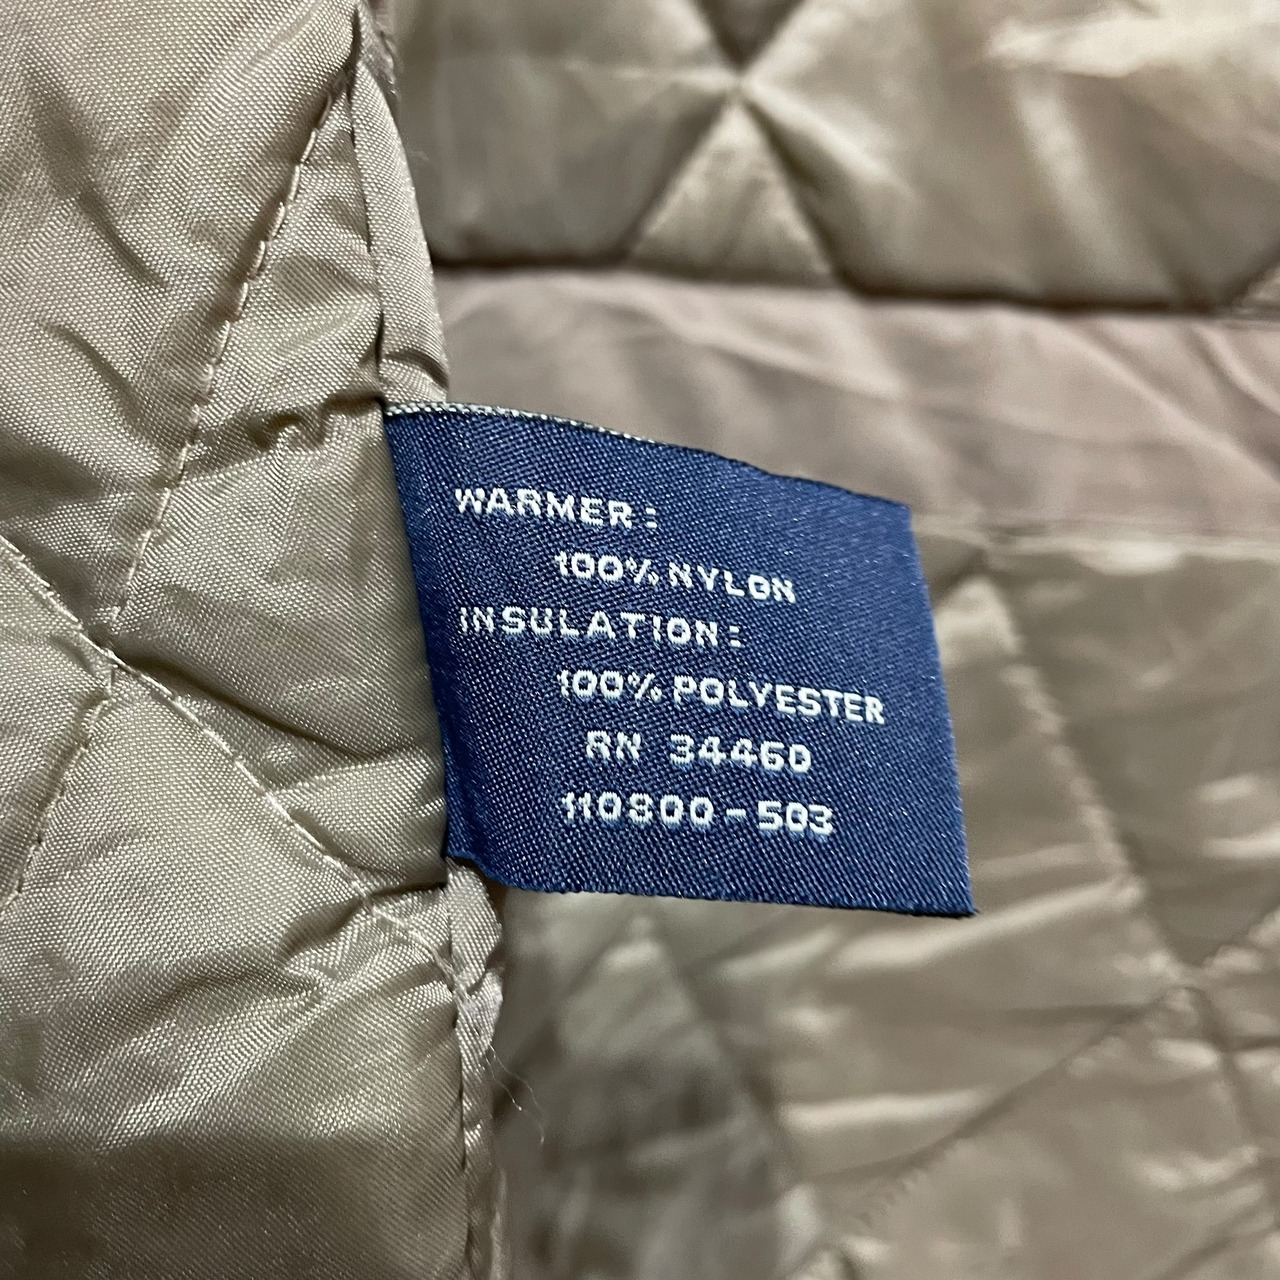 WARMER:
100% NYLON
INSULATION:
100% POLYESTER
RN 34460
110800-503